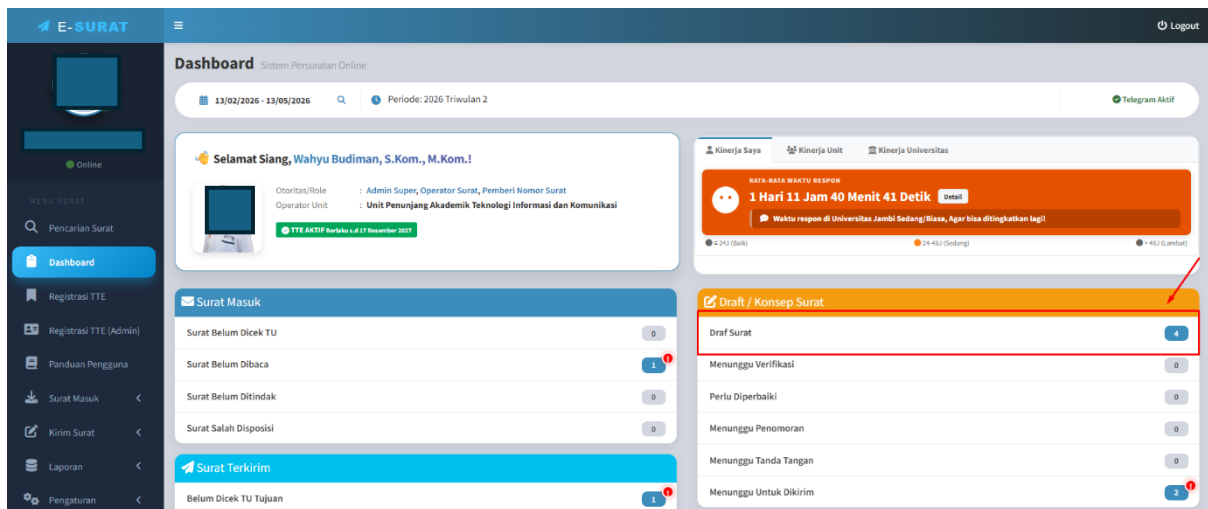 E-SURAT
Logout
Online
MENU SURAT
Pencarian Surat
Dashboard
Registrasi TTE
Registrasi TTE (Admin)
Panduan Pengguna
Surat Masuk
Kirim Surat
Laporan
Pengaturan
Dashboard Sistem Persuratan Online
13/02/2026 - 13/05/2026 Periode: 2026 Triwulan 2 Telegram Aktif
Selamat Siang, Wahyu Budiman, S.Kom., M.Kom.!
Otoritas/Role : Admin Super, Operator Surat, Pemberi Nomor Surat
Operator Unit : Unit Penunjang Akademik Teknologi Informasi dan Komunikasi
TTE AKTIF Berlaku s.d 17 Desember 2027
Kinerja Saya Kinerja Unit Kinerja Universitas
RATA-RATA WAKTU RESPON
1 Hari 11 Jam 40 Menit 41 Detik Detail
Waktu respon di Universitas Jambi Sedang/Biasa, Agar bisa ditingkatkan lagi!
≤ 24J (Baik) 24-48J (Sedang) > 48J (Lambat)
Surat Masuk
Surat Belum Dicek TU 0
Surat Belum Dibaca 1
Surat Belum Ditindak 0
Surat Salah Disposisi 0
Surat Terkirim
Belum Dicek TU Tujuan 1
Draft / Konsep Surat
Draf Surat 4
Menunggu Verifikasi 0
Perlu Diperbaiki 0
Menunggu Penomoran 0
Menunggu Tanda Tangan 0
Menunggu Untuk Dikirim 2